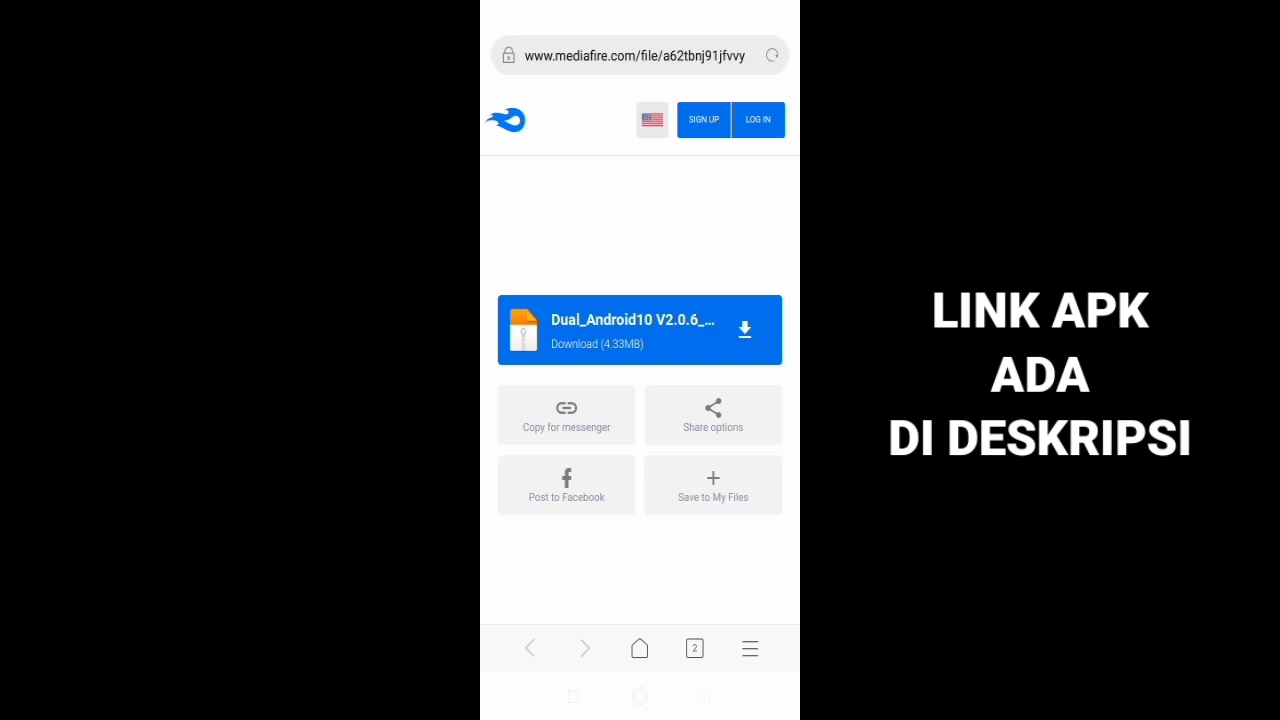 www.mediafire.com/file/a62tbnj91jfvvy
SIGN UP
LOG IN
Dual_Android10 V2.0.6_...
Download (4.33MB)
Copy for messenger
Share options
Post to Facebook
Save to My Files
2
LINK APK
ADA
DI DESKRIPSI